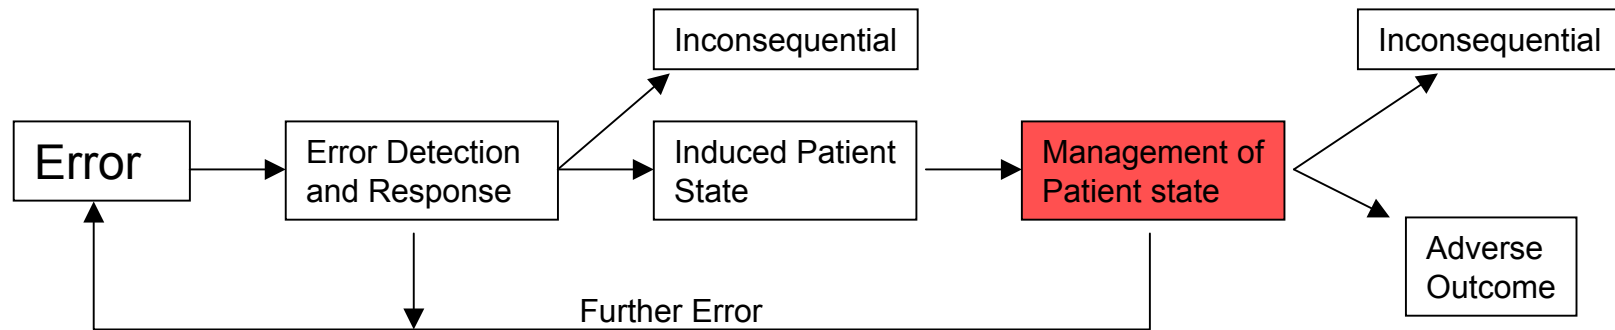 Inconsequential
Inconsequential
Error
Error Detection
and Response
Induced Patient
State
Management of
Patient state
Adverse
Outcome
Further Error